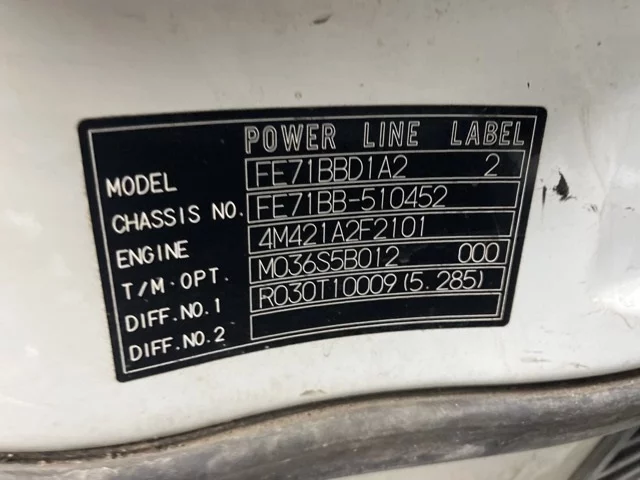 POWER LINE LABEL
MODEL FE71BBD1A2 2
CHASSIS NO. FE71BB-510452
ENGINE 4M421A2F2101
T/M·OPT. M036S5B012 000
DIFF.NO.1 R030T10009(5.285)
DIFF.NO.2